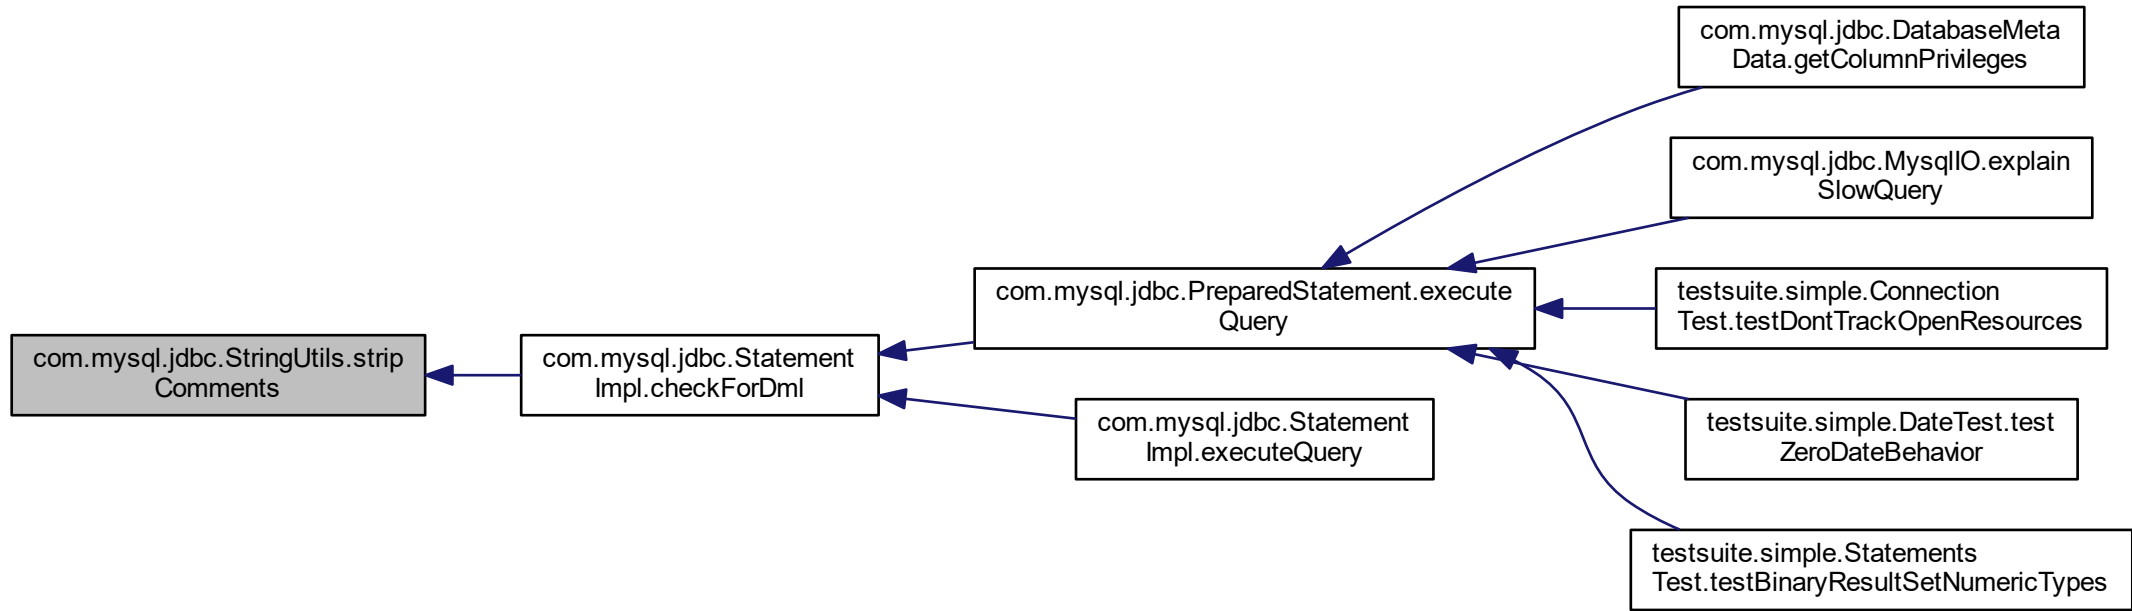 com.mysql.jdbc.DatabaseMeta
Data.getColumnPrivileges
com.mysql.jdbc.MysqlIO.explain
SlowQuery
com.mysql.jdbc.PreparedStatement.execute
Query
testsuite.simple.Connection
Test.testDontTrackOpenResources
com.mysql.jdbc.StringUtils.strip
Comments
com.mysql.jdbc.Statement
Impl.checkForDml
com.mysql.jdbc.Statement
Impl.executeQuery
testsuite.simple.DateTest.test
ZeroDateBehavior
testsuite.simple.Statements
Test.testBinaryResultSetNumericTypes